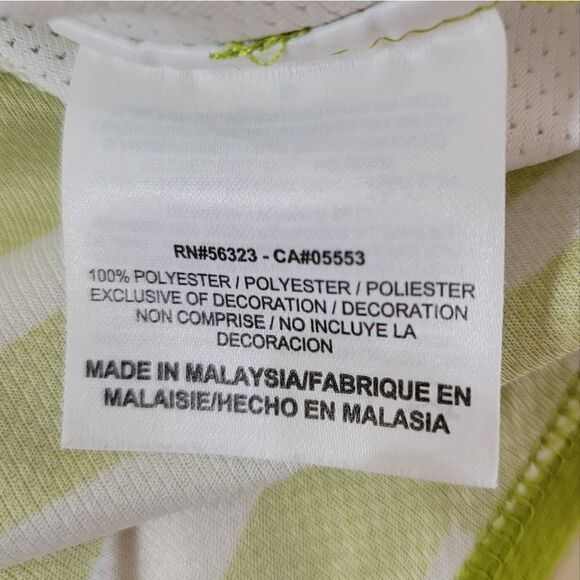 RN#56323 - CA#05553
100% POLYESTER / POLYESTER / POLIESTER
EXCLUSIVE OF DECORATION / DECORATION
NON COMPRISE / NO INCLUYE LA
DECORACION
MADE IN MALAYSIA/FABRIQUE EN
MALAISIE/HECHO EN MALASIA